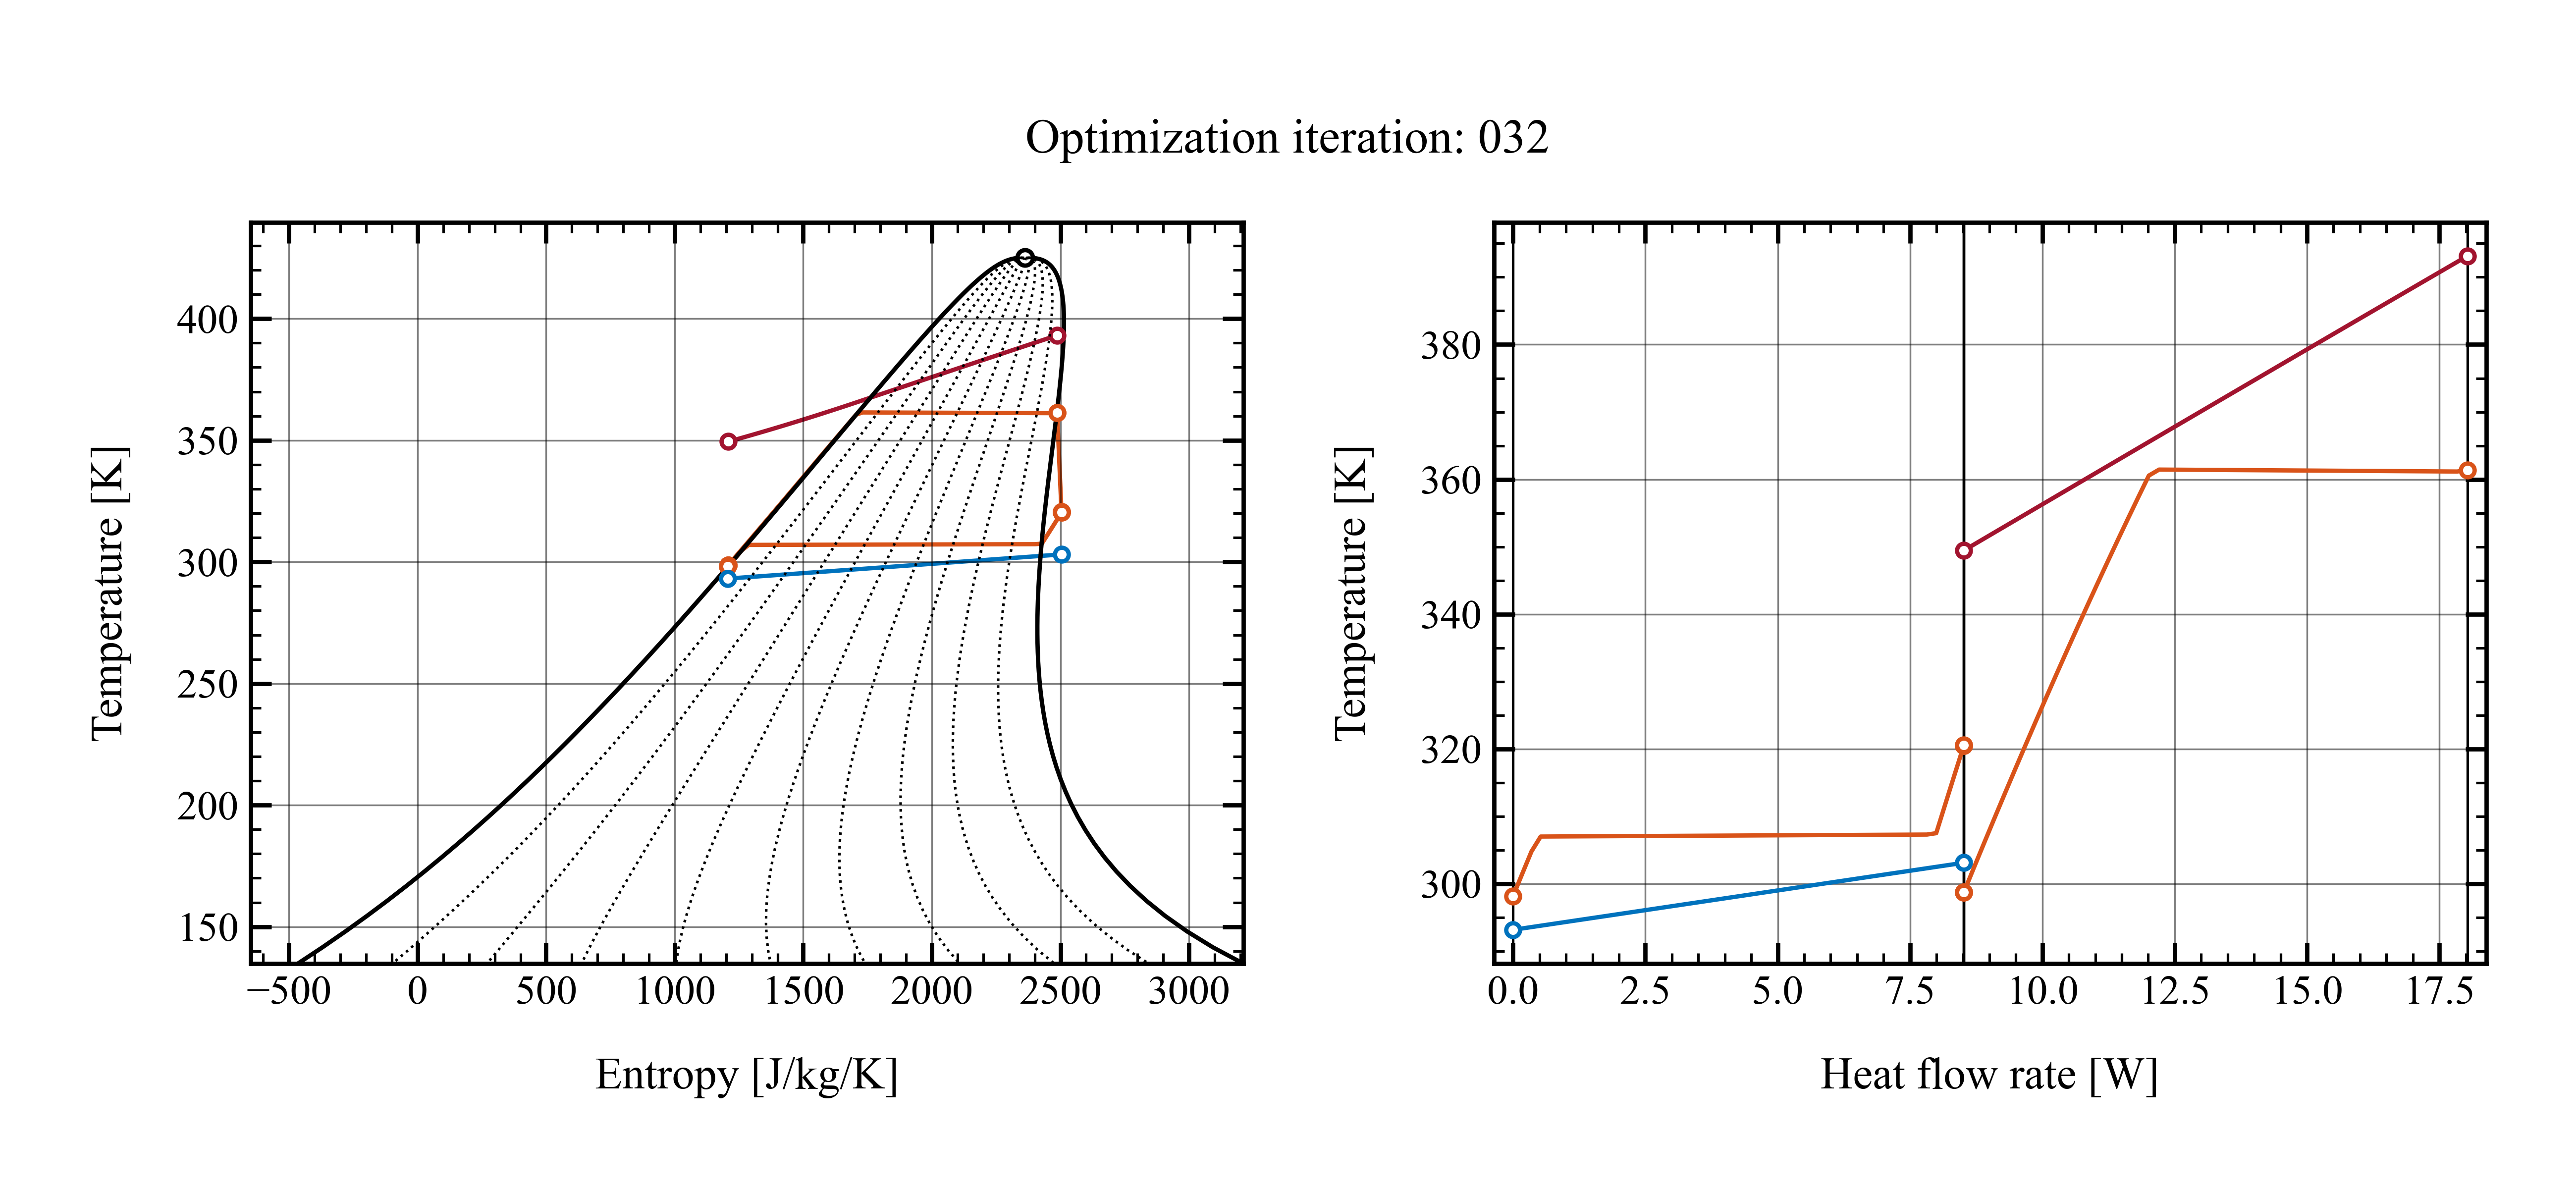 Optimization iteration: 032
Temperature [K]
400
350
300
250
200
150
−500 0 500 1000 1500 2000 2500 3000
Entropy [J/kg/K]
Temperature [K]
380
360
340
320
300
0.0 2.5 5.0 7.5 10.0 12.5 15.0 17.5
Heat flow rate [W]